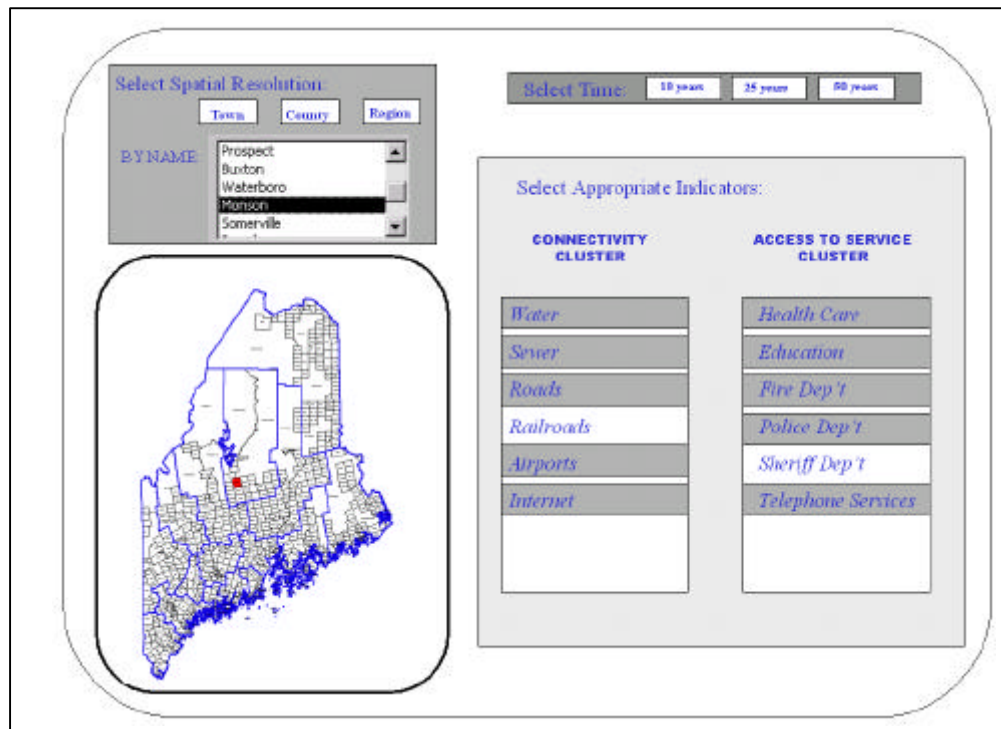 Select Spatial Resolution:
Town County Region
BY NAME:
Prospect
Buxton
Waterboro
Monson
Somerville
Select Time: 10 years 25 years 50 years
Select Appropriate Indicators:
CONNECTIVITY
CLUSTER
Water
Sewer
Roads
Railroads
Airports
Internet
ACCESS TO SERVICE
CLUSTER
Health Care
Education
Fire Dep't
Police Dep't
Sheriff Dep't
Telephone Services